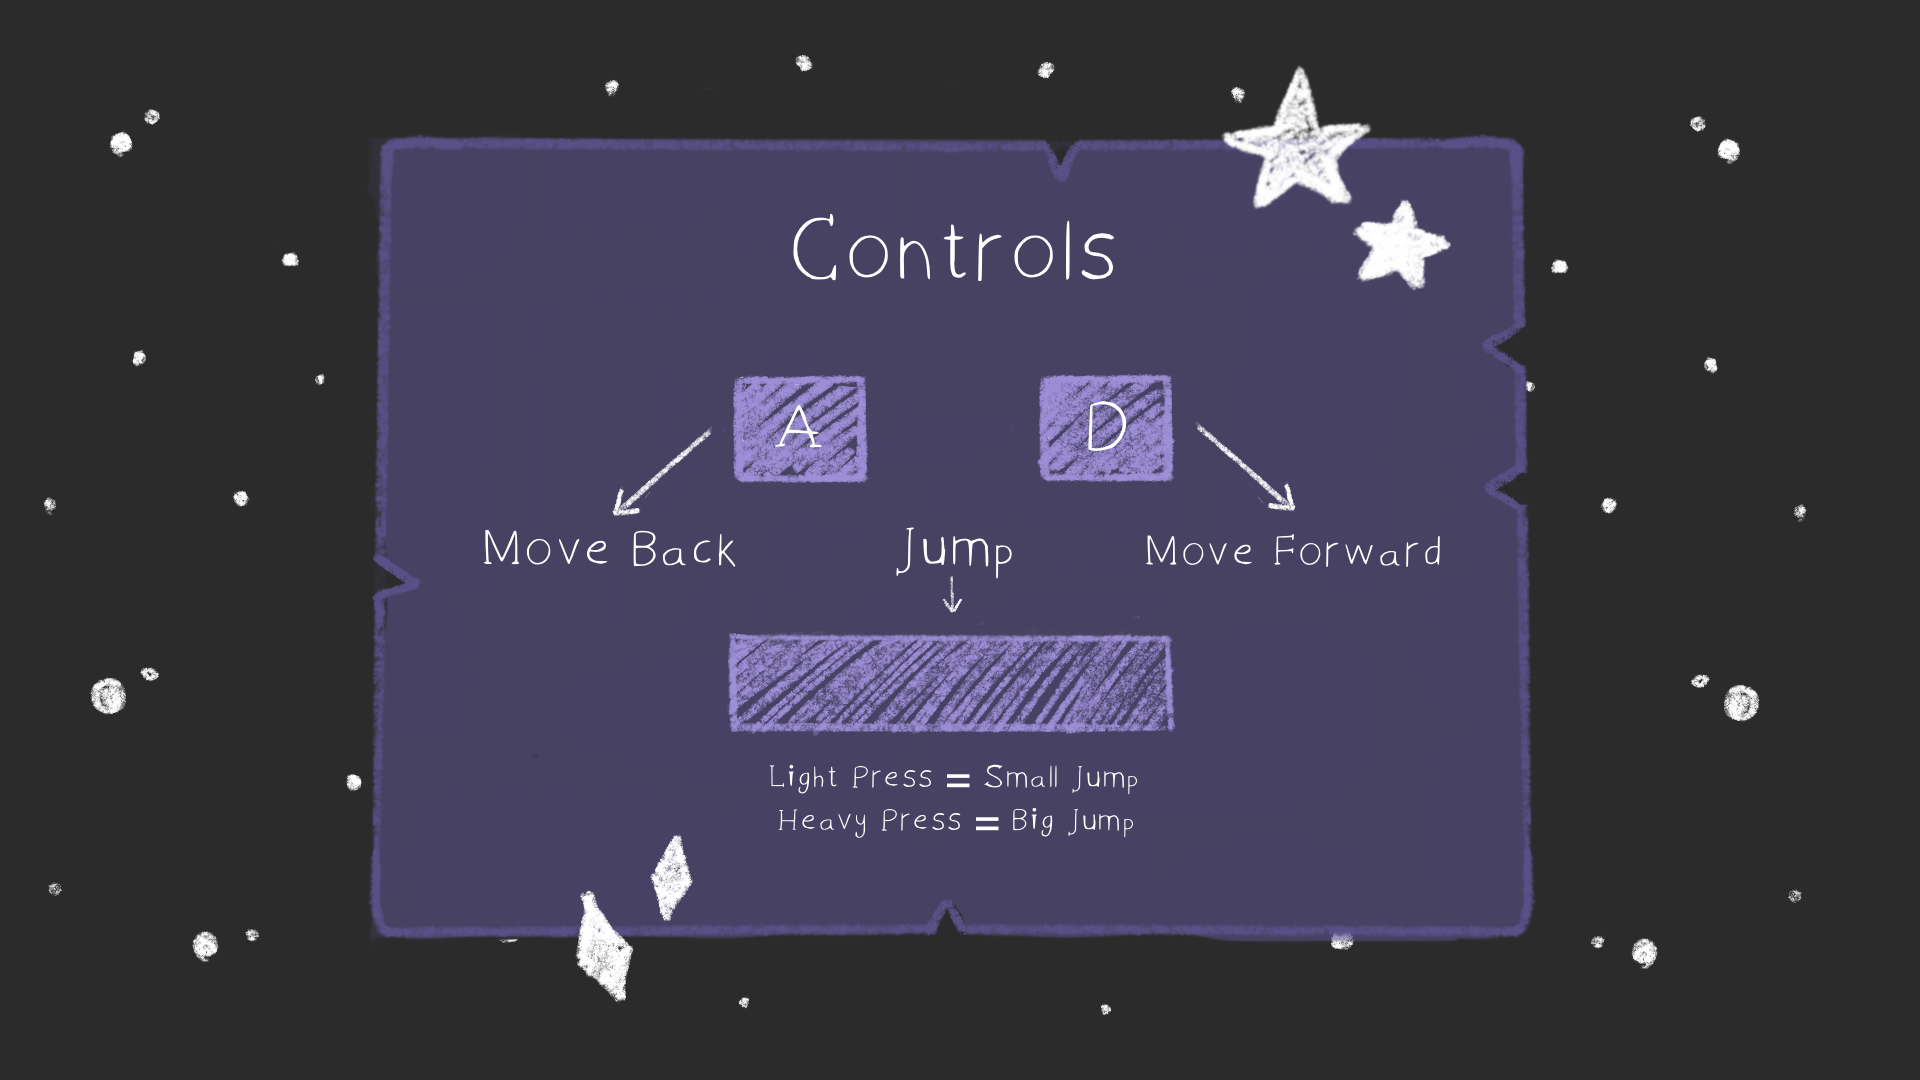 Controls
A
D
Move Back
Jump
Move Forward
Light Press = Small Jump
Heavy Press = Big Jump